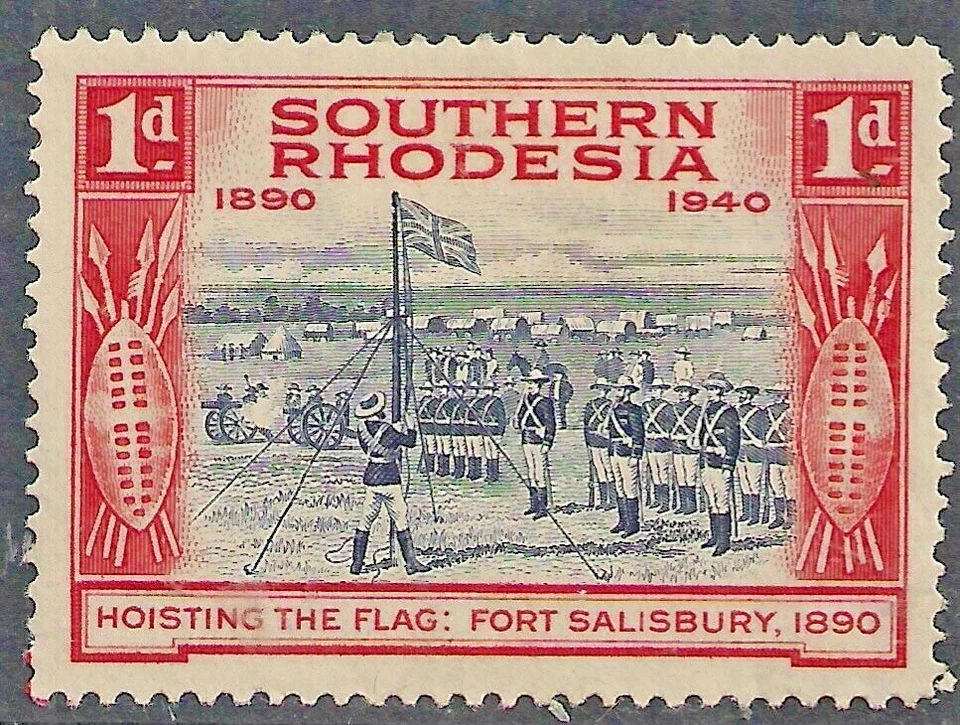 1d
SOUTHERN
RHODESIA
1d
1890
1940
HOISTING THE FLAG: FORT SALISBURY, 1890